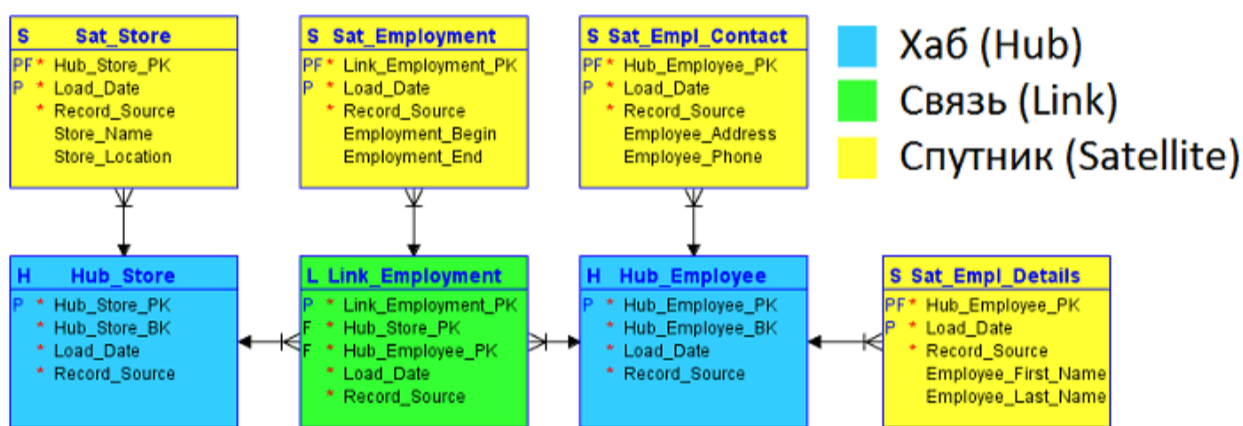 S Sat_Store
PF * Hub_Store_PK
P * Load_Date
* Record_Source
Store_Name
Store_Location
S Sat_Employment
PF * Link_Employment_PK
P * Load_Date
* Record_Source
Employment_Begin
Employment_End
S Sat_Empl_Contact
PF * Hub_Employee_PK
P * Load_Date
* Record_Source
Employee_Address
Employee_Phone
Хаб (Hub)
Связь (Link)
Спутник (Satellite)
H Hub_Store
P * Hub_Store_PK
* Hub_Store_BK
* Load_Date
* Record_Source
L Link_Employment
P * Link_Employment_PK
F * Hub_Store_PK
F * Hub_Employee_PK
* Load_Date
* Record_Source
H Hub_Employee
P * Hub_Employee_PK
* Hub_Employee_BK
* Load_Date
* Record_Source
S Sat_Empl_Details
PF * Hub_Employee_PK
P * Load_Date
* Record_Source
Employee_First_Name
Employee_Last_Name